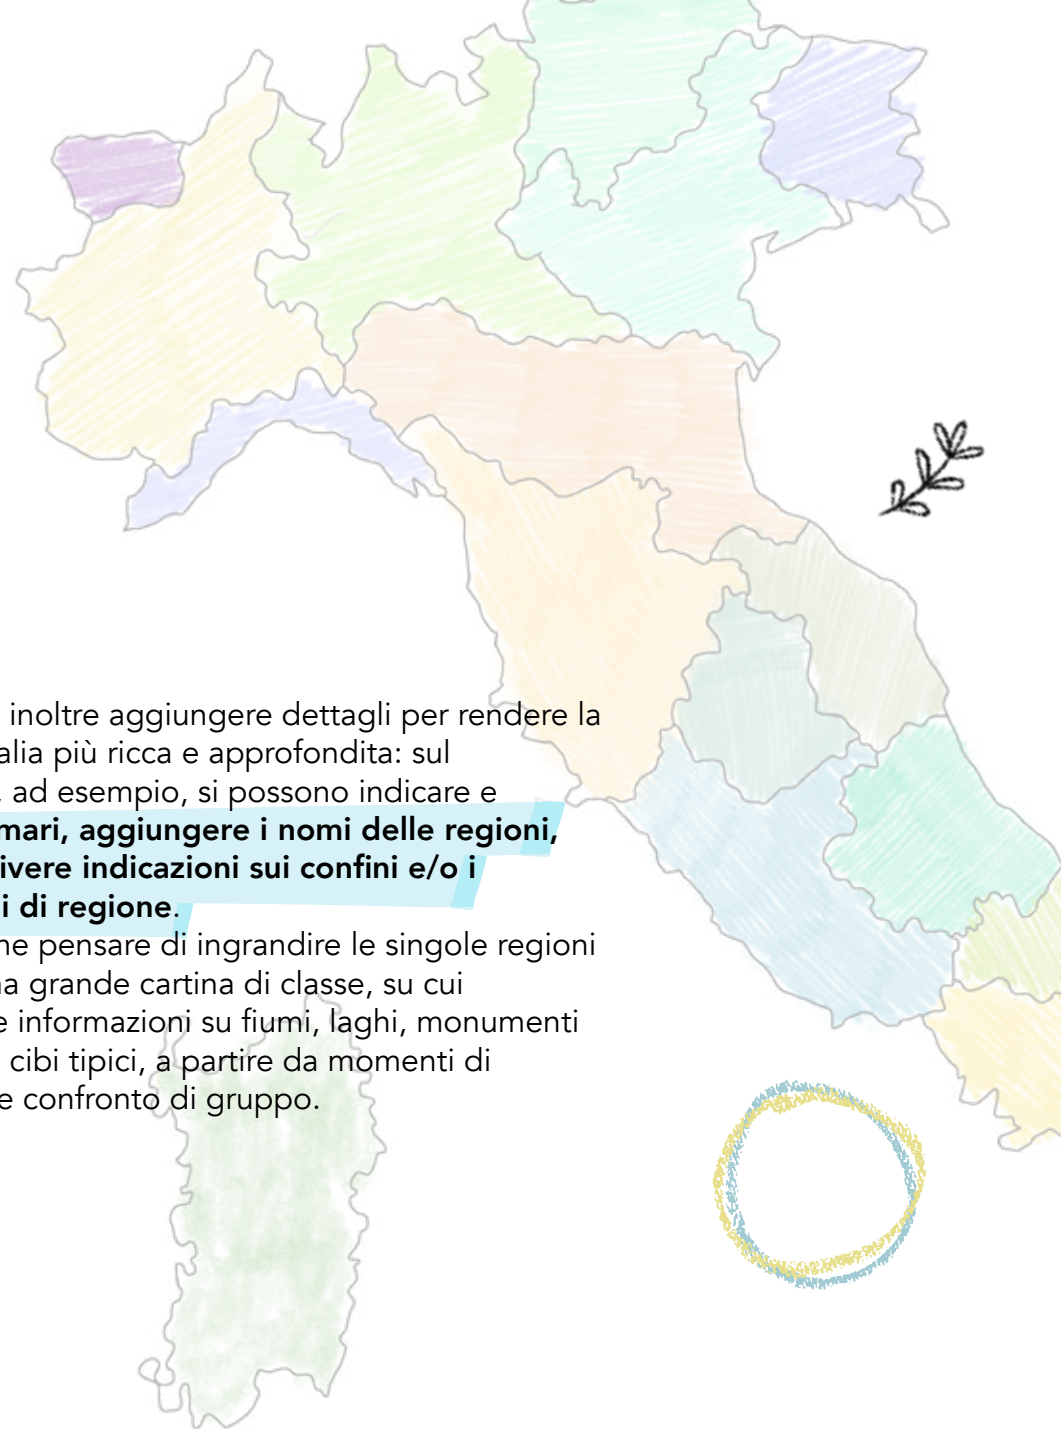 inoltre aggiungere dettagli per rendere la
alia più ricca e approfondita: sul
, ad esempio, si possono indicare e
mari, aggiungere i nomi delle regioni,
ivere indicazioni sui confini e/o i
i di regione.
he pensare di ingrandire le singole regioni
a grande cartina di classe, su cui
e informazioni su fiumi, laghi, monumenti
cibi tipici, a partire da momenti di
e confronto di gruppo.